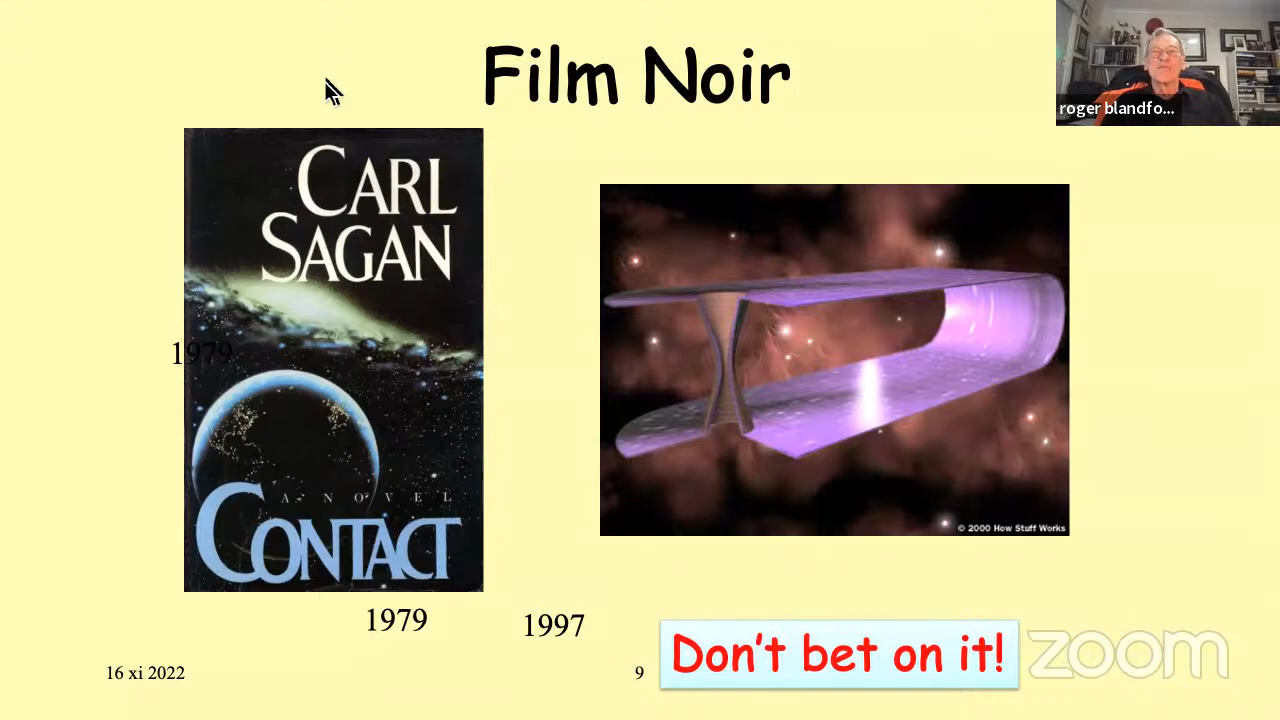 Film Noir
roger blandfo...
CARL
SAGAN
1979
A NOVEL
CONTACT
© 2000 How Stuff Works
1979
1997
Don't bet on it!
zoom
16 xi 2022
9